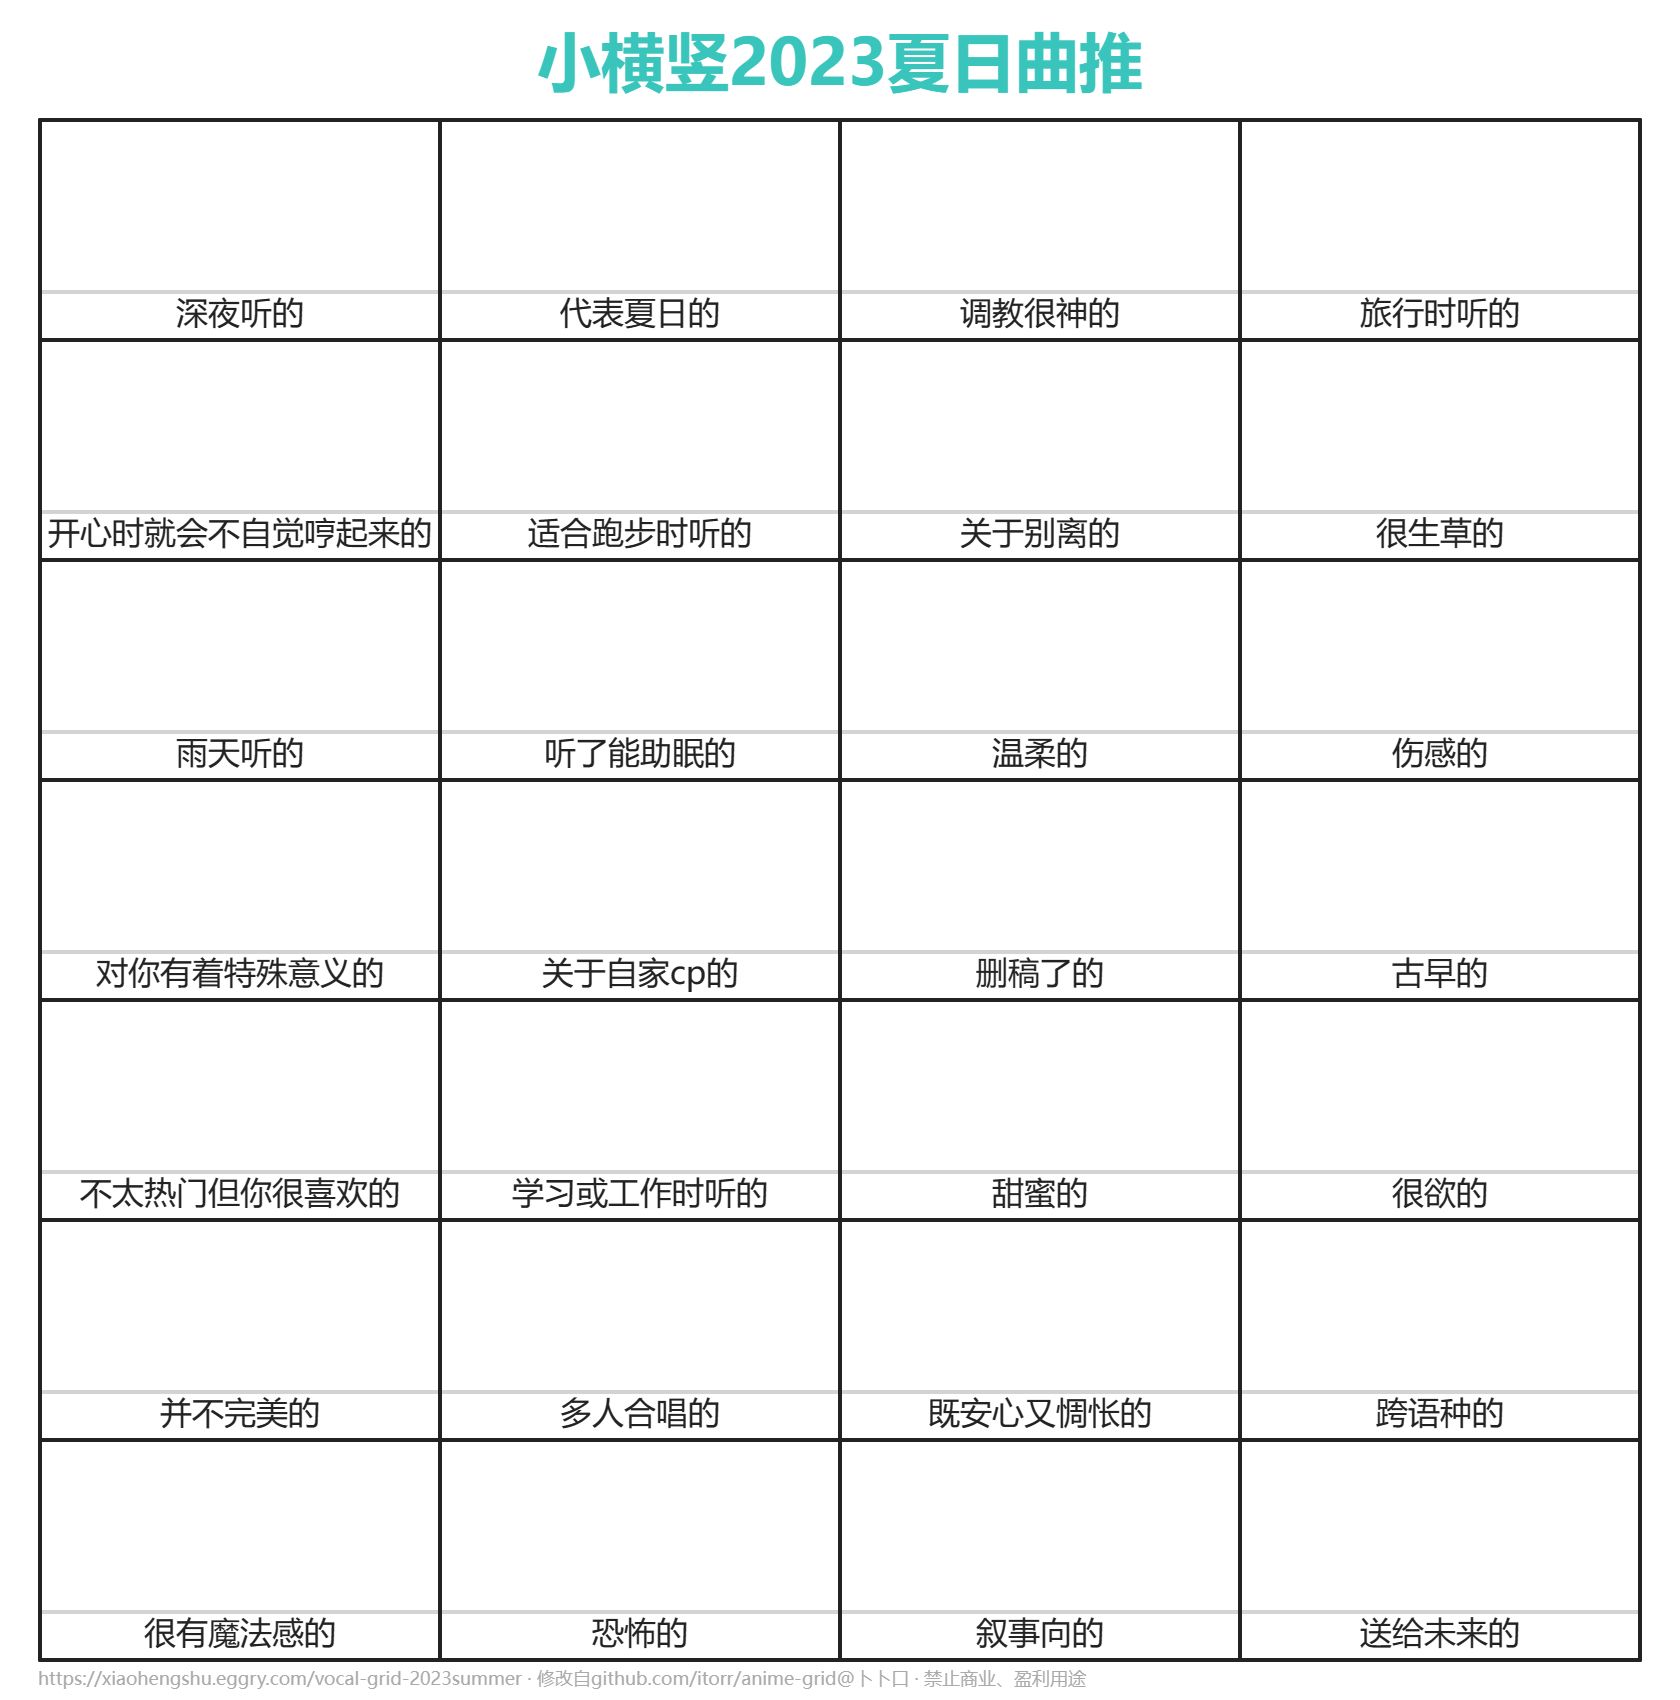 小横竖2023夏日曲推
深夜听的
代表夏日的
调教很神的
旅行时听的
开心时就会不自觉哼起来的
适合跑步时听的
关于别离的
很生草的
雨天听的
听了能助眠的
温柔的
伤感的
对你有着特殊意义的
关于自家cp的
删稿了的
古早的
不太热门但你很喜欢的
学习或工作时听的
甜蜜的
很欲的
并不完美的
多人合唱的
既安心又惆怅的
跨语种的
很有魔法感的
恐怖的
叙事向的
送给未来的
https://xiaohengshu.eggry.com/vocal-grid-2023summer · 修改自github.com/itorr/anime-grid@卜卜口 · 禁止商业、盈利用途